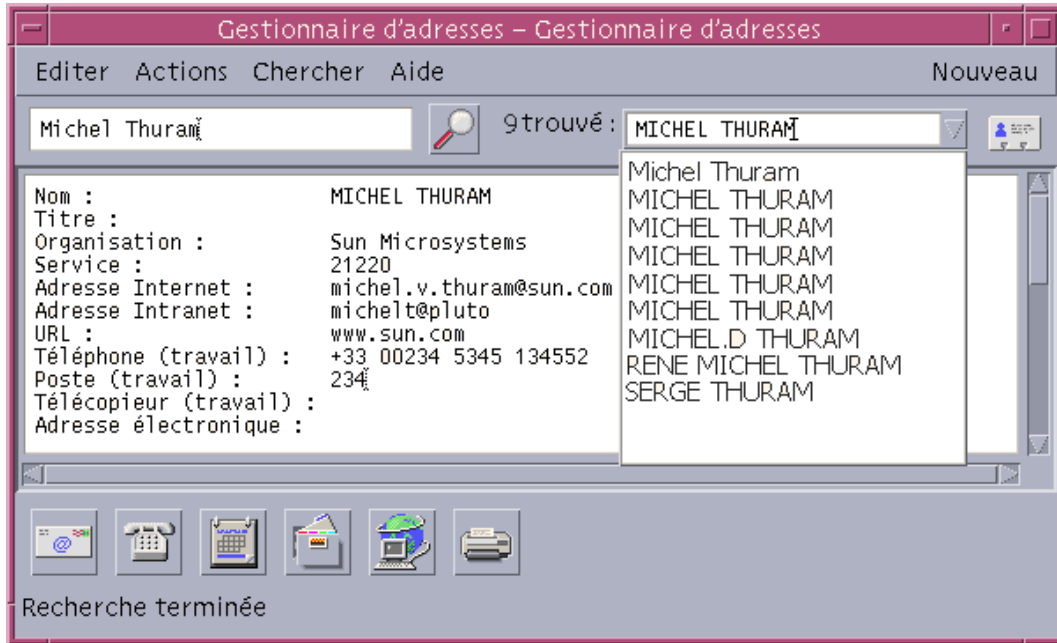 Gestionnaire d'adresses – Gestionnaire d'adresses
Editer Actions Chercher Aide Nouveau
Michel Thuram 9 trouvé : MICHEL THURAM
Michel Thuram
MICHEL THURAM
MICHEL THURAM
MICHEL THURAM
MICHEL THURAM
MICHEL THURAM
MICHEL.D THURAM
RENE MICHEL THURAM
SERGE THURAM
Nom : MICHEL THURAM
Titre :
Organisation : Sun Microsystems
Service : 21220
Adresse Internet : michel.v.thuram@sun.com
Adresse Intranet : michelt@pluto
URL : www.sun.com
Téléphone (travail) : +33 00234 5345 134552
Poste (travail) : 234
Télécopieur (travail) :
Adresse électronique :
@
Recherche terminée